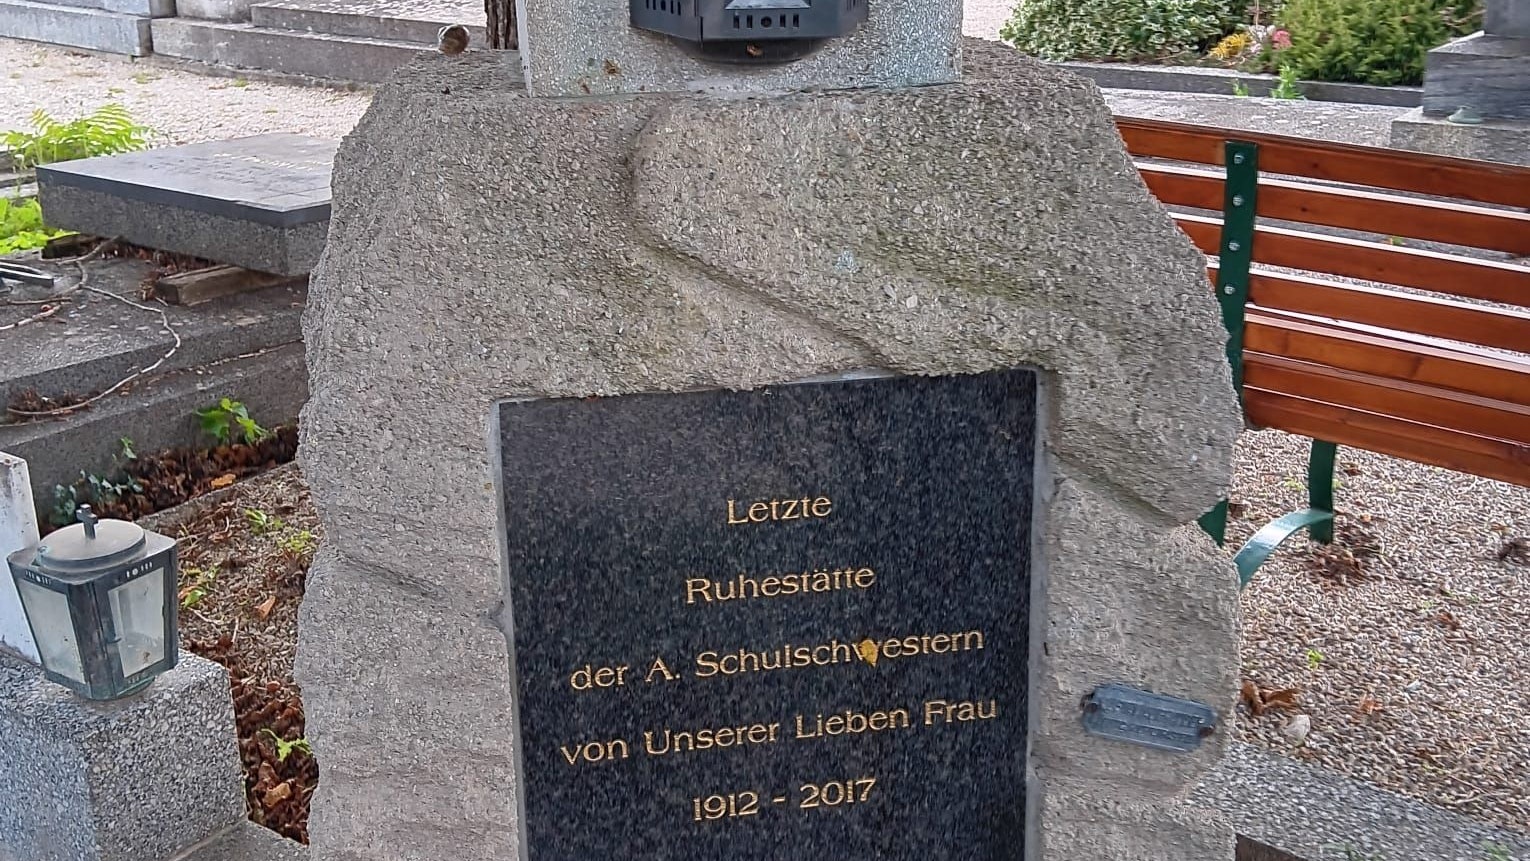 Letzte
Ruhestätte
der A. Schulschwestern
von Unserer Lieben Frau
1912 - 2017